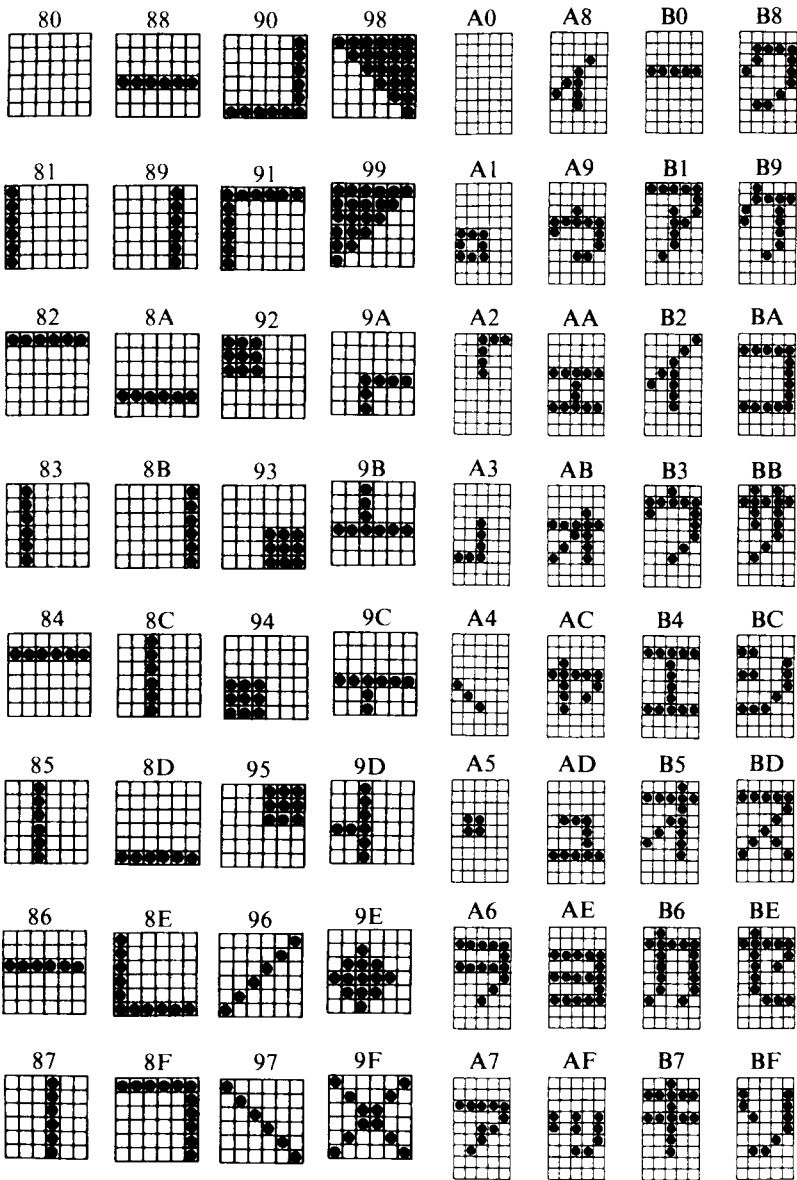 80 88 90 98 A0 A8 B0 B8
81 89 91 99 A1 A9 B1 B9
82 8A 92 9A A2 AA B2 BA
83 8B 93 9B A3 AB B3 BB
84 8C 94 9C A4 AC B4 BC
85 8D 95 9D A5 AD B5 BD
86 8E 96 9E A6 AE B6 BE
87 8F 97 9F A7 AF B7 BF